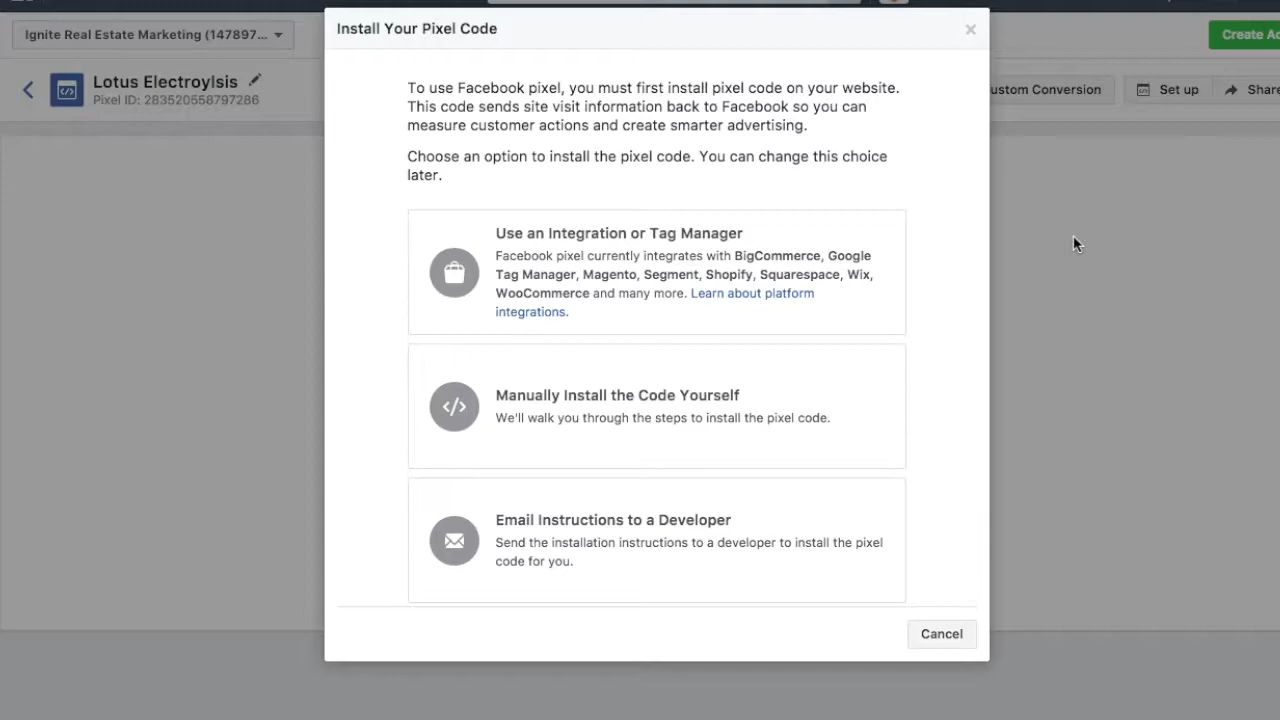 Install Your Pixel Code
Ignite Real Estate Marketing (147897...
Create
Lotus Electroylsis
Pixel ID: 283520558797286
Custom Conversion
Set up
Share
To use Facebook pixel, you must first install pixel code on your website.
This code sends site visit information back to Facebook so you can
measure customer actions and create smarter advertising.
Choose an option to install the pixel code. You can change this choice
later.
Use an Integration or Tag Manager
Facebook pixel currently integrates with BigCommerce, Google
Tag Manager, Magento, Segment, Shopify, Squarespace, Wix,
WooCommerce and many more. Learn about platform
integrations.
Manually Install the Code Yourself
We'll walk you through the steps to install the pixel code.
Email Instructions to a Developer
Send the installation instructions to a developer to install the pixel
code for you.
Cancel